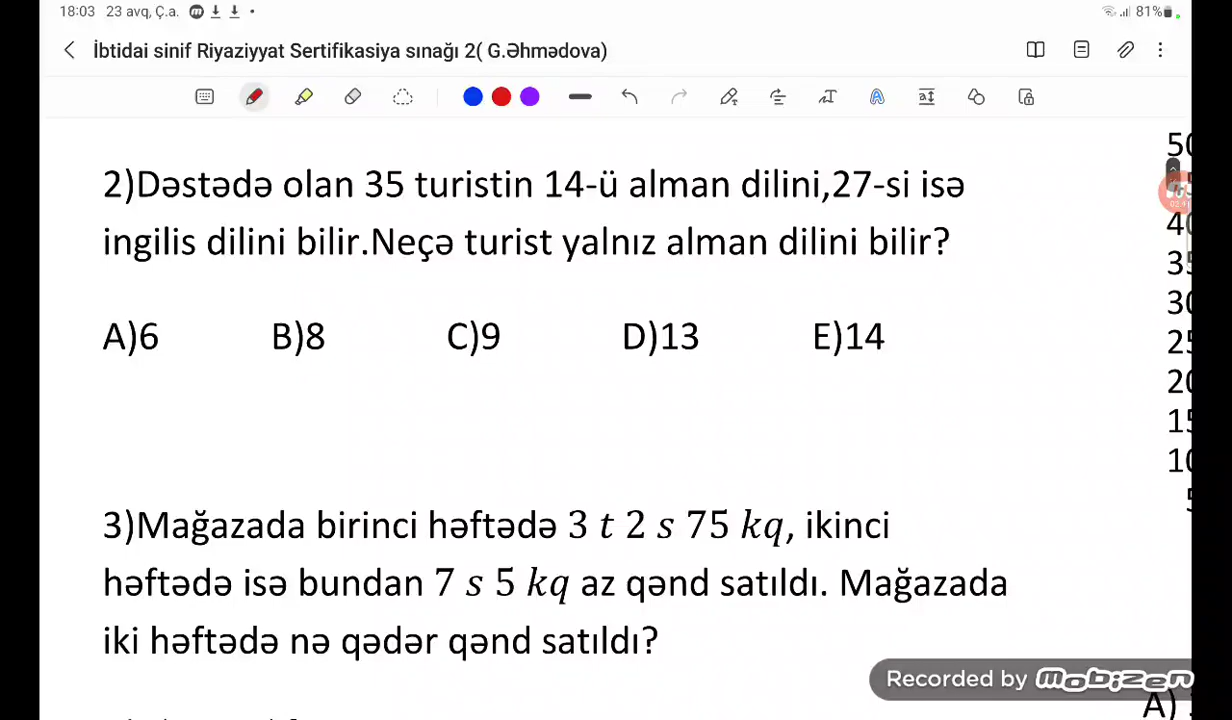 18:03 23 avq, Ç.a.
81%
İbtidai sinif Riyaziyyat Sertifikasiya sınağı 2( G.Əhmədova)
2)Dəstədə olan 35 turistin 14-ü alman dilini,27-si isə
ingilis dilini bilir.Neçə turist yalnız alman dilini bilir?
A)6 B)8 C)9 D)13 E)14
3)Mağazada birinci həftədə 3 t 2 s 75 kq, ikinci
həftədə isə bundan 7 s 5 kq az qənd satıldı. Mağazada
iki həftədə nə qədər qənd satıldı?
Recorded by mobizen
A)